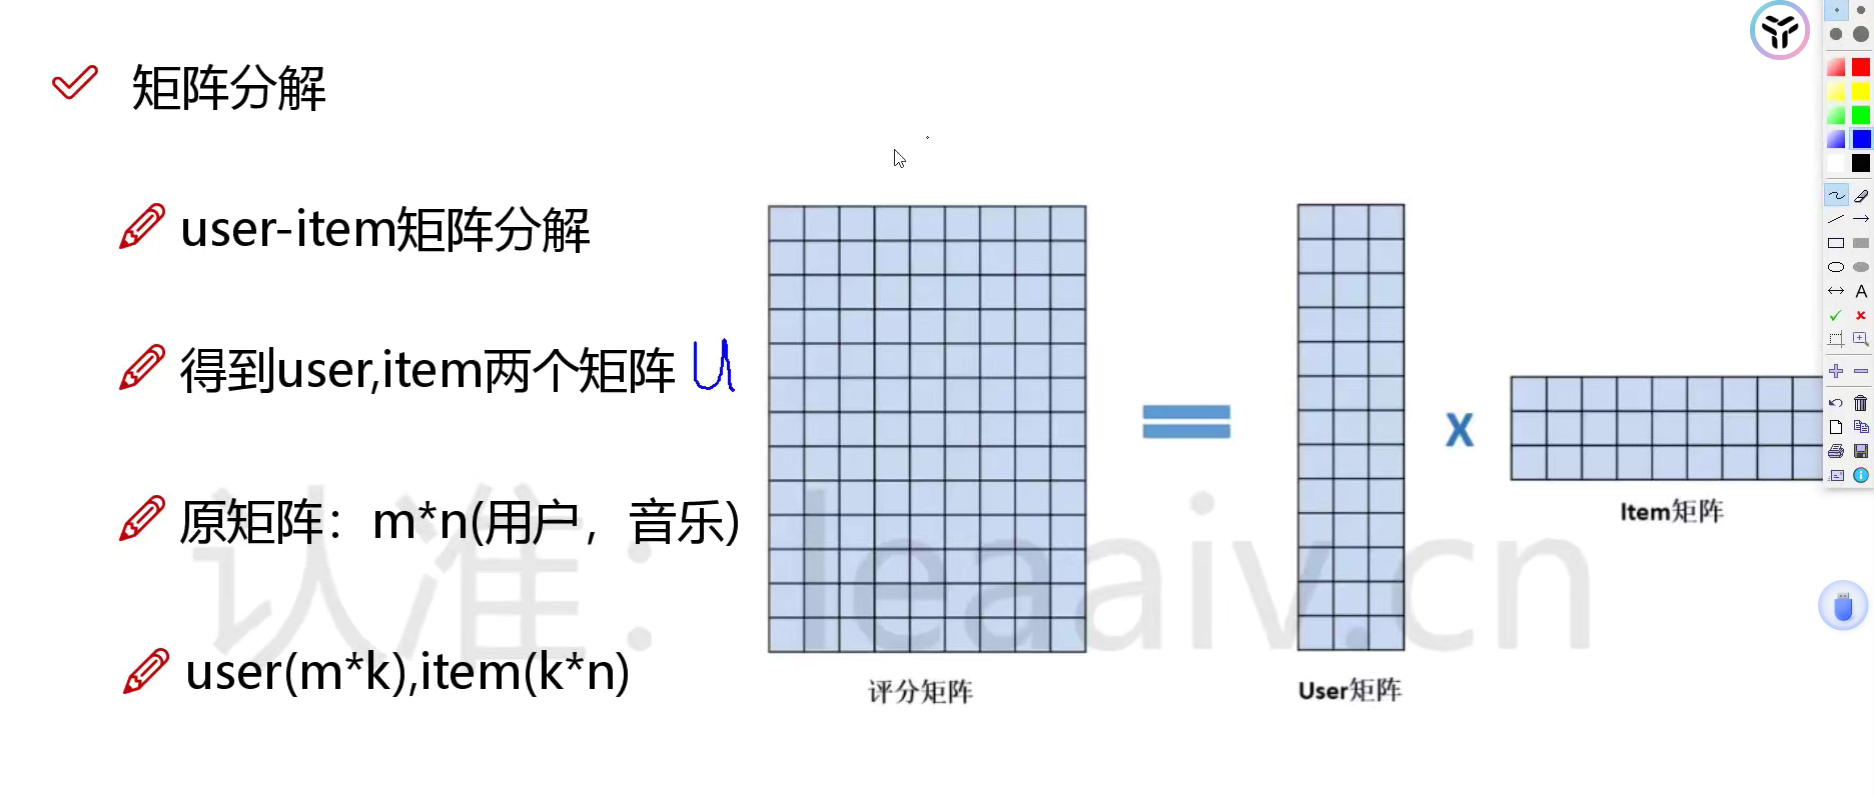 矩阵分解
user-item矩阵分解
得到user,item两个矩阵 U
原矩阵：m*n(用户，音乐)
user(m*k),item(k*n)
=
x
Item矩阵
评分矩阵
User矩阵
认准：leaaiv.cn
A